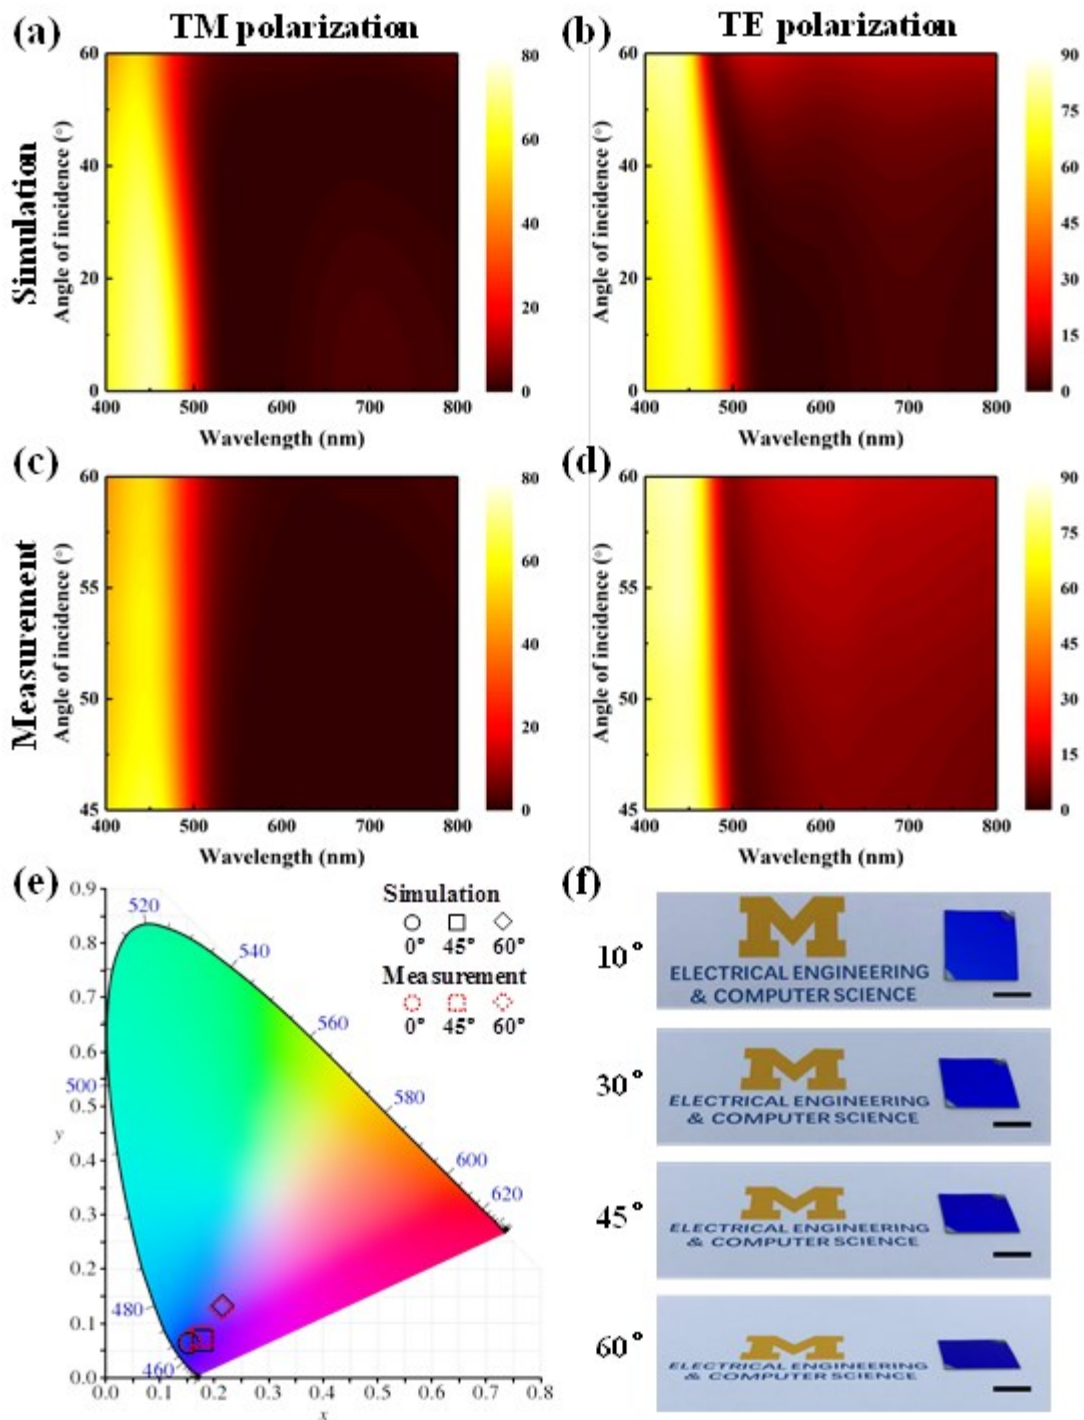 (a) TM polarization (b) TE polarization
Simulation
Angle of incidence (°)
60
40
20
0
400 500 600 700 800
Wavelength (nm)
80
60
40
20
0
Angle of incidence (°)
60
40
20
0
400 500 600 700 800
Wavelength (nm)
90
75
60
45
30
15
0
(c) (d)
Measurement
Angle of incidence (°)
60
55
50
45
400 500 600 700 800
Wavelength (nm)
80
60
40
20
0
Angle of incidence (°)
60
55
50
45
400 500 600 700 800
Wavelength (nm)
90
75
60
45
30
15
0
(e)
Simulation
0° 45° 60°
Measurement
0° 45° 60°
0.9
0.8
0.7
0.6
0.5
0.4
0.3
0.2
0.1
0.0
y
520
540
560
580
600
620
500
480
460
0.0 0.1 0.2 0.3 0.4 0.5 0.6 0.7 0.8
x
(f)
10°
M
ELECTRICAL ENGINEERING
& COMPUTER SCIENCE
30°
M
ELECTRICAL ENGINEERING
& COMPUTER SCIENCE
45°
M
ELECTRICAL ENGINEERING
& COMPUTER SCIENCE
60°
M
ELECTRICAL ENGINEERING
& COMPUTER SCIENCE